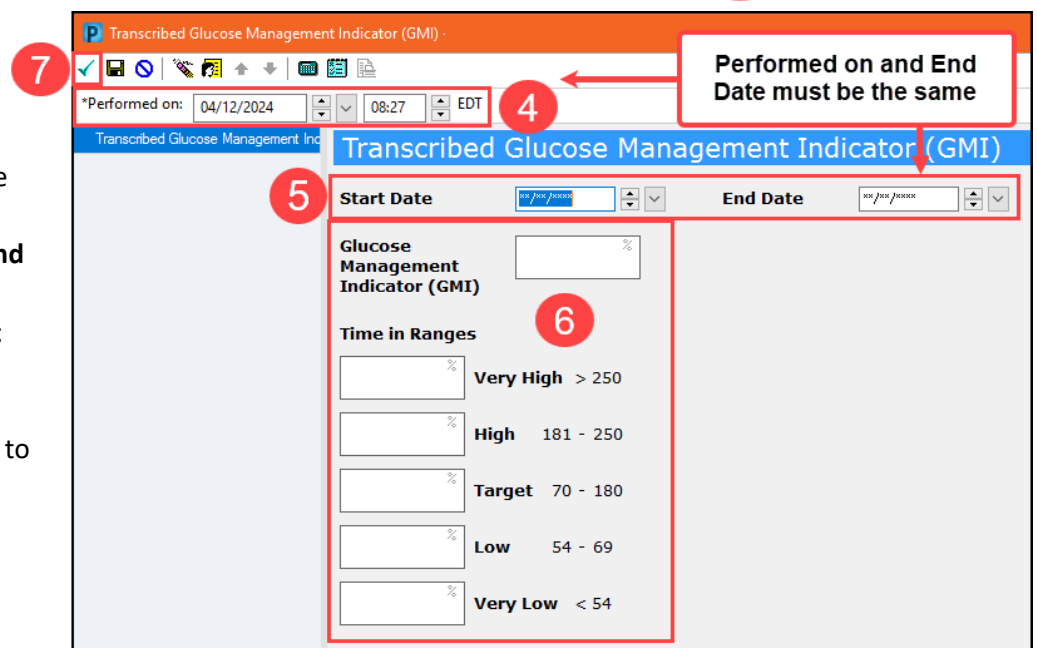 Transcribed Glucose Management Indicator (GMI) -
7
Performed on and End
Date must be the same
*Performed on: 04/12/2024 08:27 EDT
4
Transcribed Glucose Management Ind
Transcribed Glucose Management Indicator (GMI)
5
Start Date **/**/**** End Date **/**/****
nd
Glucose
Management
Indicator (GMI)
%
6
Time in Ranges
% Very High > 250
% High 181 - 250
to
% Target 70 - 180
% Low 54 - 69
% Very Low < 54